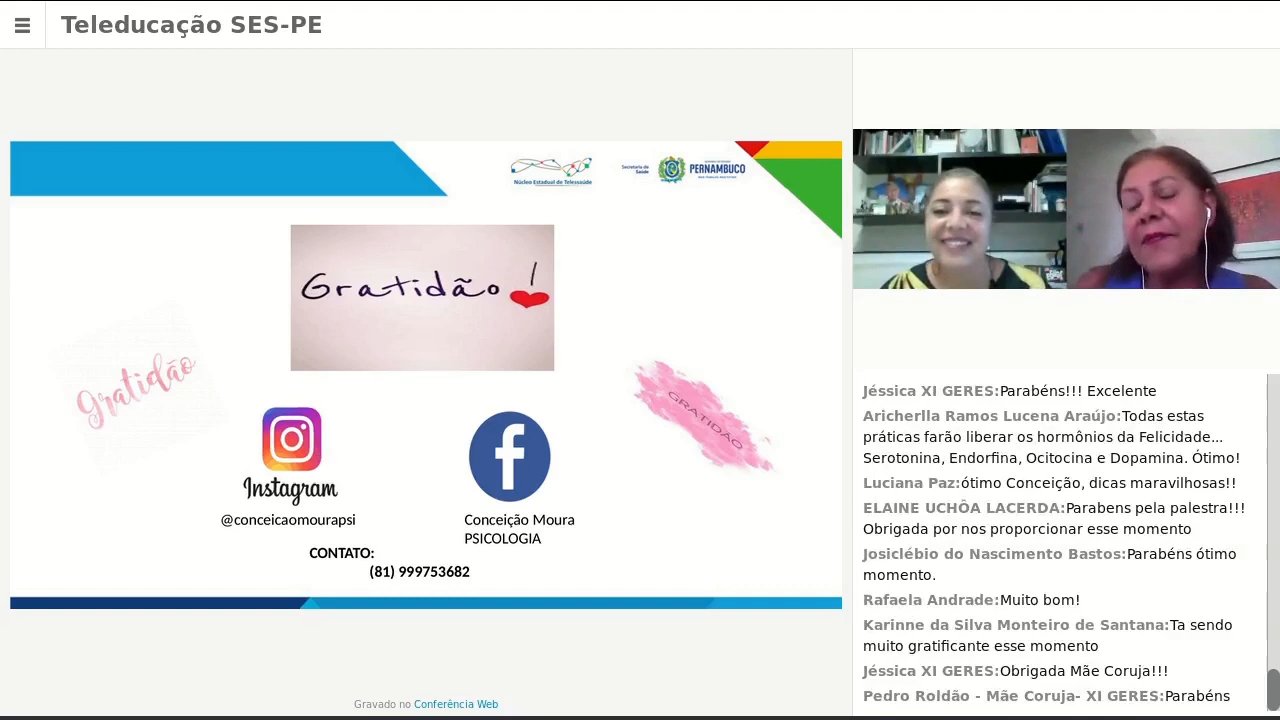 Teleducação SES-PE
Núcleo Estadual de Telessaúde
Secretaria de
Saúde
PERNAMBUCO
Gratidão!
Gratidão
GRATIDÃO
Instagram
@conceicaomourapsi
Conceição Moura
PSICOLOGIA
CONTATO:
(81) 999753682
Gravado no Conferência Web
Jéssica XI GERES:Parabéns!!! Excelente
Aricherlla Ramos Lucena Araújo:Todas estas
práticas farão liberar os hormônios da Felicidade...
Serotonina, Endorfina, Ocitocina e Dopamina. Ótimo!
Luciana Paz:ótimo Conceição, dicas maravilhosas!!
ELAINE UCHÔA LACERDA:Parabens pela palestra!!!
Obrigada por nos proporcionar esse momento
Josiclébio do Nascimento Bastos:Parabéns ótimo
momento.
Rafaela Andrade:Muito bom!
Karinne da Silva Monteiro de Santana:Ta sendo
muito gratificante esse momento
Jéssica XI GERES:Obrigada Mãe Coruja!!!
Pedro Roldão - Mãe Coruja- XI GERES:Parabéns